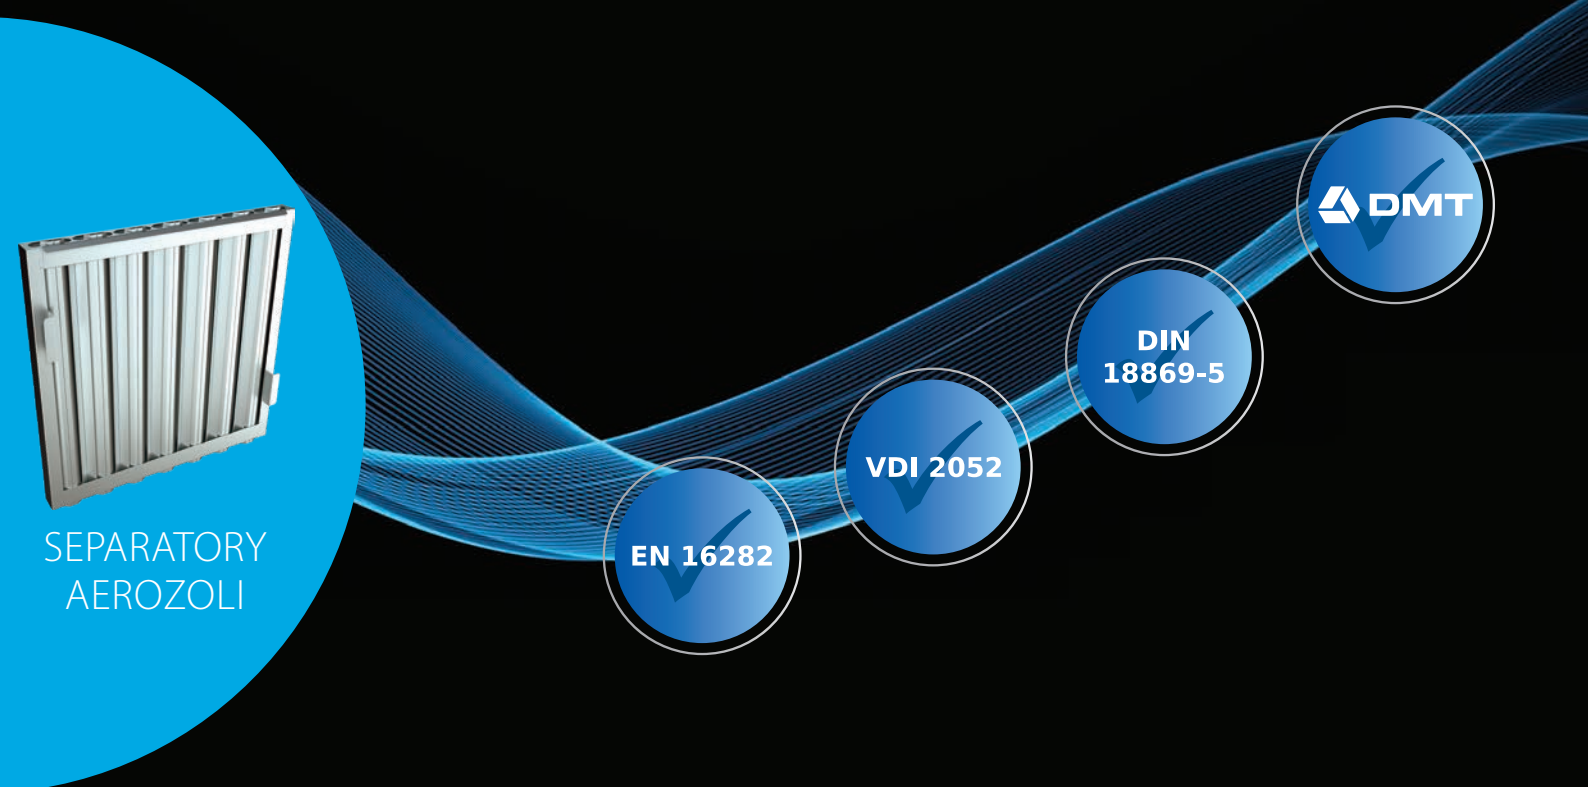 SEPARATORY
AEROZOLI
EN 16282
VDI 2052
DIN
18869-5
DMT